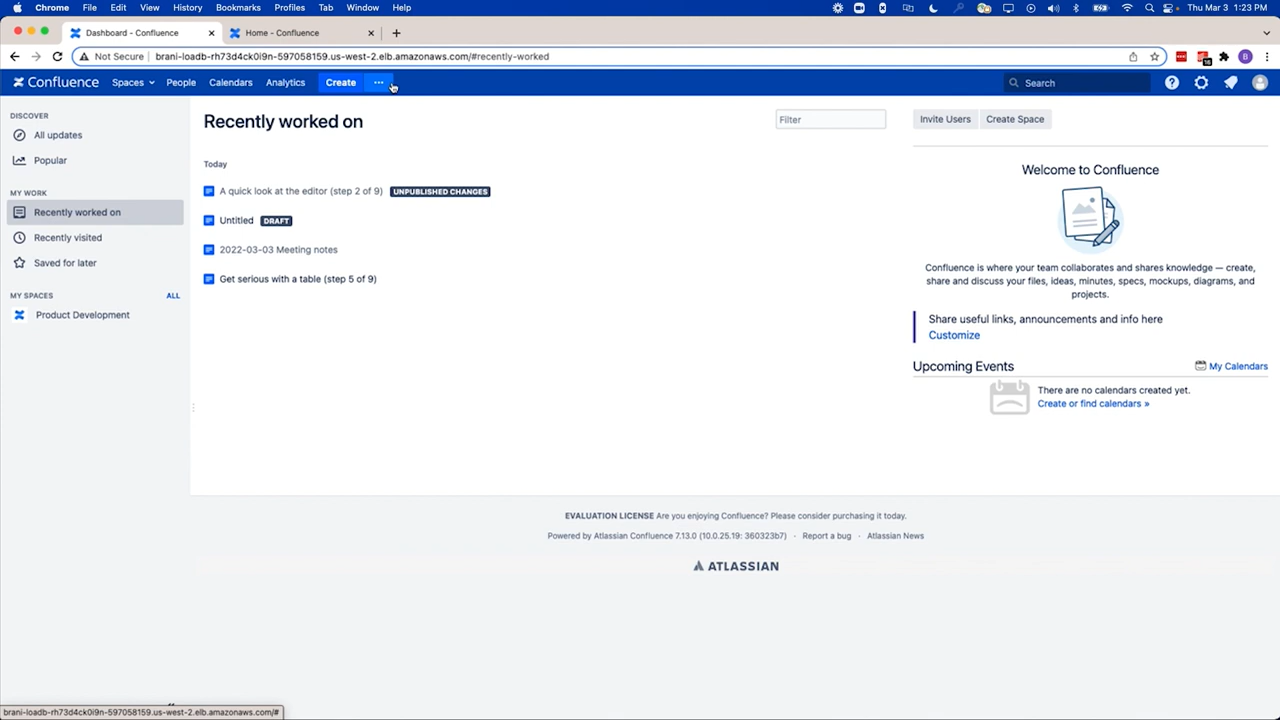 Chrome File Edit View History Bookmarks Profiles Tab Window Help Thu Mar 3 1:23 PM
Dashboard - Confluence Home - Confluence
Not Secure brani-loadb-rh73d4ck0i9n-597058159.us-west-2.elb.amazonaws.com/#recently-worked
Confluence Spaces People Calendars Analytics Create ··· Search
DISCOVER
All updates
Popular
MY WORK
Recently worked on
Recently visited
Saved for later
MY SPACES ALL
Product Development
Recently worked on
Filter
Today
A quick look at the editor (step 2 of 9) UNPUBLISHED CHANGES
Untitled DRAFT
2022-03-03 Meeting notes
Get serious with a table (step 5 of 9)
Invite Users Create Space
Welcome to Confluence
Confluence is where your team collaborates and shares knowledge — create,
share and discuss your files, ideas, minutes, specs, mockups, diagrams, and
projects.
Share useful links, announcements and info here
Customize
Upcoming Events My Calendars
There are no calendars created yet.
Create or find calendars »
EVALUATION LICENSE Are you enjoying Confluence? Please consider purchasing it today.
Powered by Atlassian Confluence 7.13.0 (10.0.25.19: 360323b7) · Report a bug · Atlassian News
ATLASSIAN
brani-loadb-rh73d4ck0i9n-597058159.us-west-2.elb.amazonaws.com/#